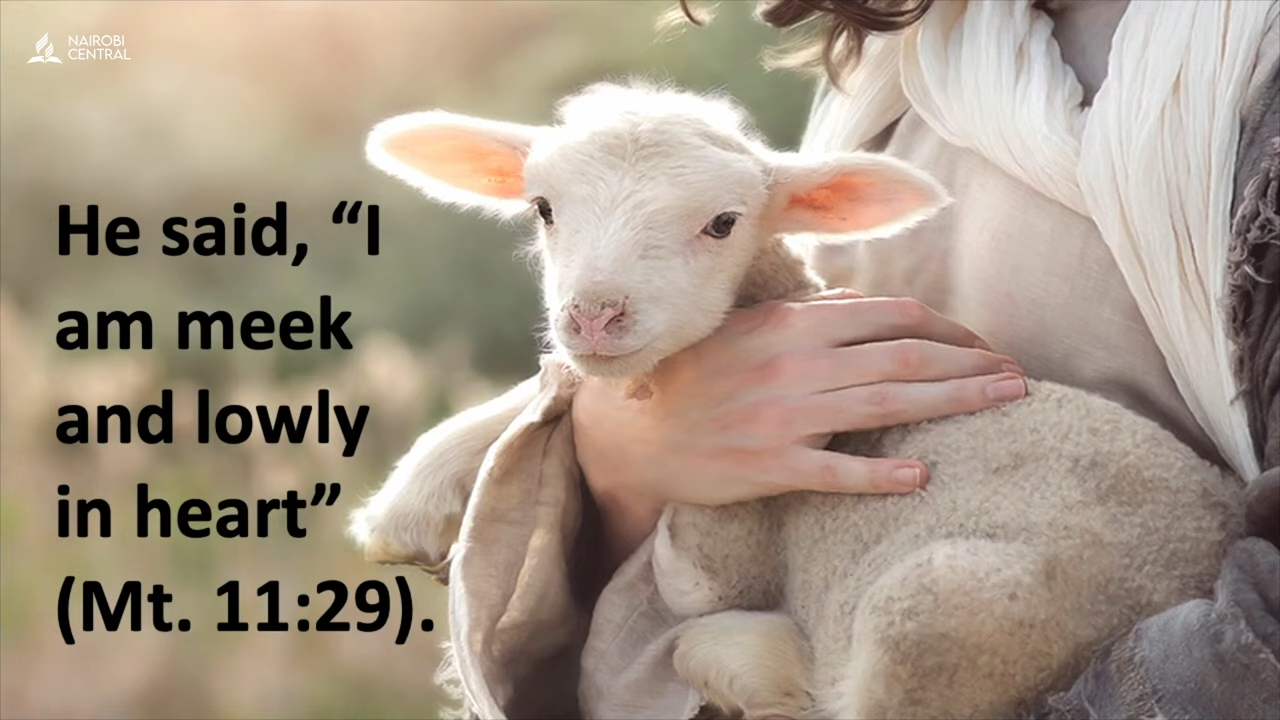 NAIROBI
CENTRAL
He said, “I
am meek
and lowly
in heart”
(Mt. 11:29).